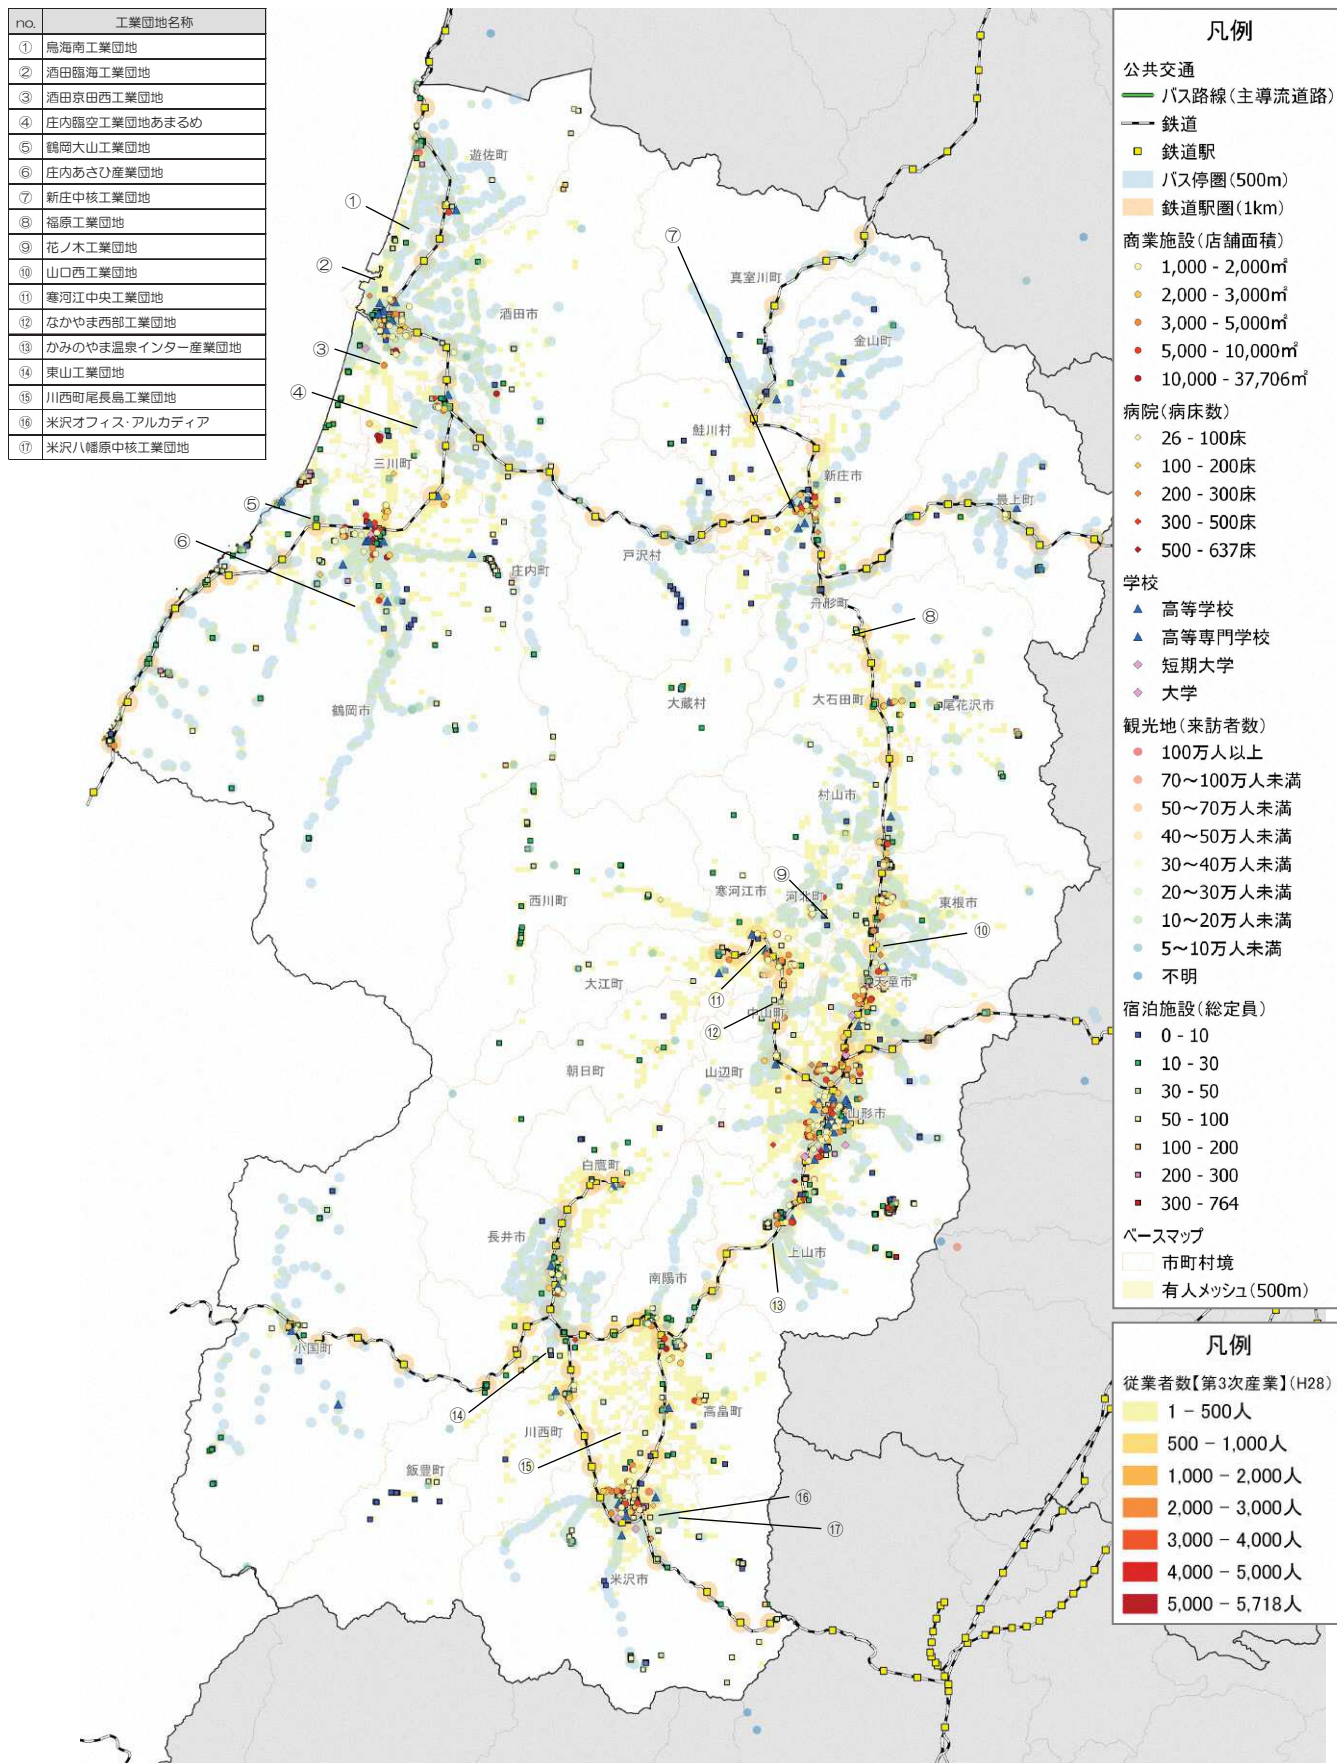 no. 工業団地名称
① 鳥海南工業団地
② 酒田臨海工業団地
③ 酒田京田西工業団地
④ 庄内臨空工業団地あまるめ
⑤ 鶴岡大山工業団地
⑥ 庄内あさひ産業団地
⑦ 新庄中核工業団地
⑧ 福原工業団地
⑨ 花ノ木工業団地
⑩ 山口西工業団地
⑪ 寒河江中央工業団地
⑫ なかやま西部工業団地
⑬ かみのやま温泉インター産業団地
⑭ 東山工業団地
⑮ 川西町尾長島工業団地
⑯ 米沢オフィス・アルカディア
⑰ 米沢八幡原中核工業団地
遊佐町
①
⑦
②
真室川町
酒田市
金山町
③
④
鮭川村
三川町
新庄市
最上町
⑤
⑥
戸沢村
庄内町
舟形町
⑧
大蔵村
大石田町
尾花沢市
鶴岡市
村山市
⑨
寒河江市
河北町
西川町
東根市
⑩
大江町
天童市
⑪
中山町
⑫
朝日町
山辺町
山形市
白鷹町
長井市
上山市
南陽市
⑬
小国町
⑭
高畠町
川西町
⑮
飯豊町
⑯
⑰
米沢市
凡例
公共交通
バス路線(主導流道路)
鉄道
鉄道駅
バス停圏(500m)
鉄道駅圏(1km)
商業施設(店舗面積)
1,000 - 2,000㎡
2,000 - 3,000㎡
3,000 - 5,000㎡
5,000 - 10,000㎡
10,000 - 37,706㎡
病院(病床数)
26 - 100床
100 - 200床
200 - 300床
300 - 500床
500 - 637床
学校
高等学校
高等専門学校
短期大学
大学
観光地(来訪者数)
100万人以上
70～100万人未満
50～70万人未満
40～50万人未満
30～40万人未満
20～30万人未満
10～20万人未満
5～10万人未満
不明
宿泊施設(総定員)
0 - 10
10 - 30
30 - 50
50 - 100
100 - 200
200 - 300
300 - 764
ベースマップ
市町村境
有人メッシュ(500m)
凡例
従業者数【第3次産業】(H28)
1 - 500人
500 - 1,000人
1,000 - 2,000人
2,000 - 3,000人
3,000 - 4,000人
4,000 - 5,000人
5,000 - 5,718人